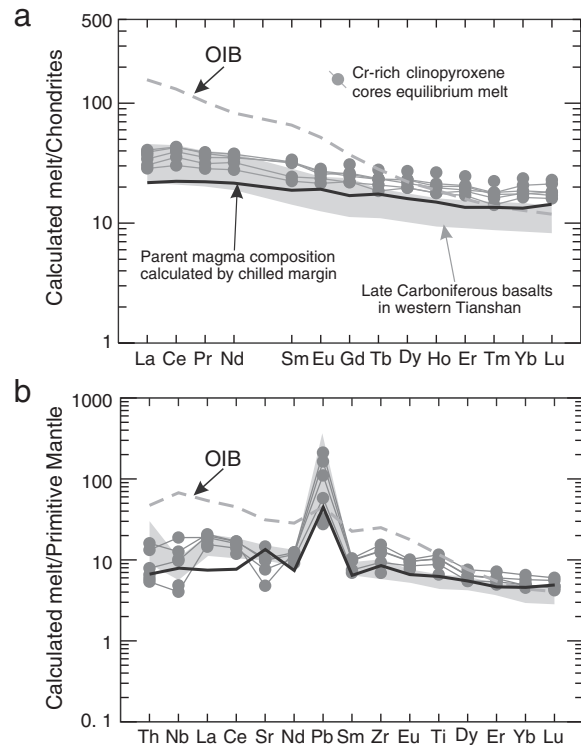 a
500
100
10
1
Calculated melt/Chondrites
OIB
Cr-rich clinopyroxene
cores equilibrium melt
Parent magma composition
calculated by chilled margin
Late Carboniferous basalts
in western Tianshan
La Ce Pr Nd Sm Eu Gd Tb Dy Ho Er Tm Yb Lu
b
1000
100
10
1
0. 1
Calculated melt/Primitive Mantle
OIB
Th Nb La Ce Sr Nd Pb Sm Zr Eu Ti Dy Er Yb Lu